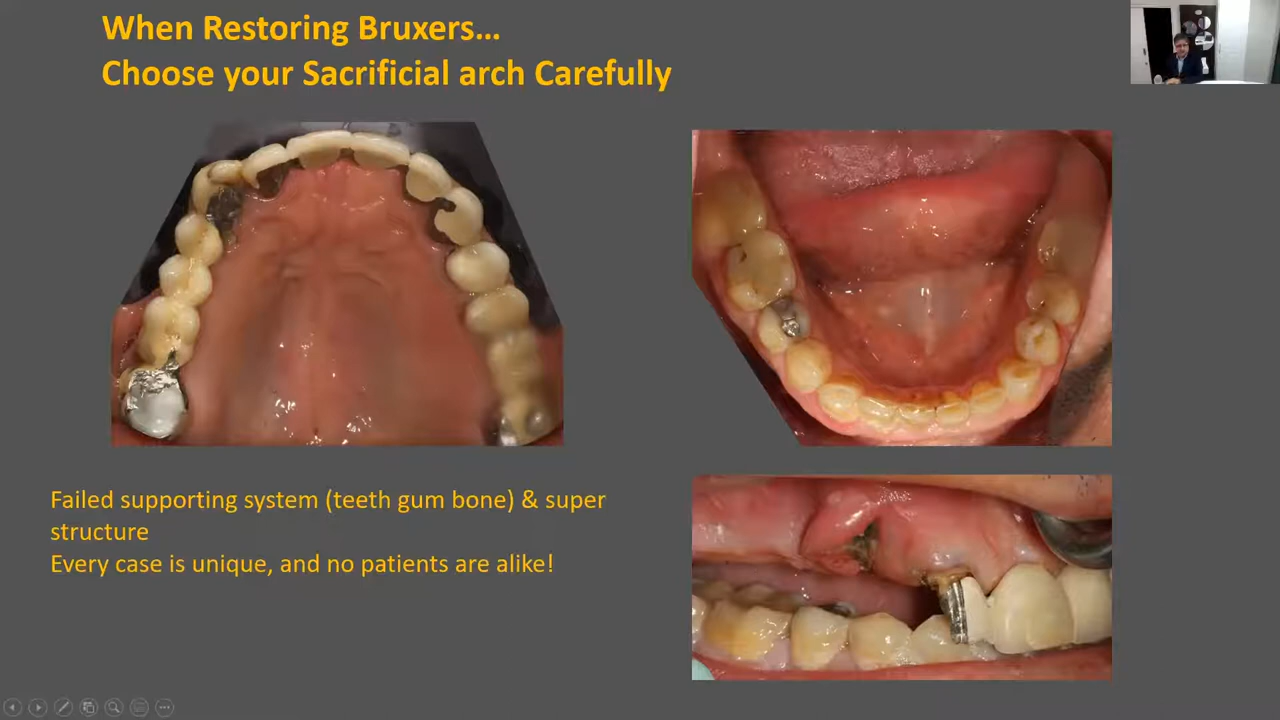 When Restoring Bruxers…
Choose your Sacrificial arch Carefully
Failed supporting system (teeth gum bone) & super
structure
Every case is unique, and no patients are alike!